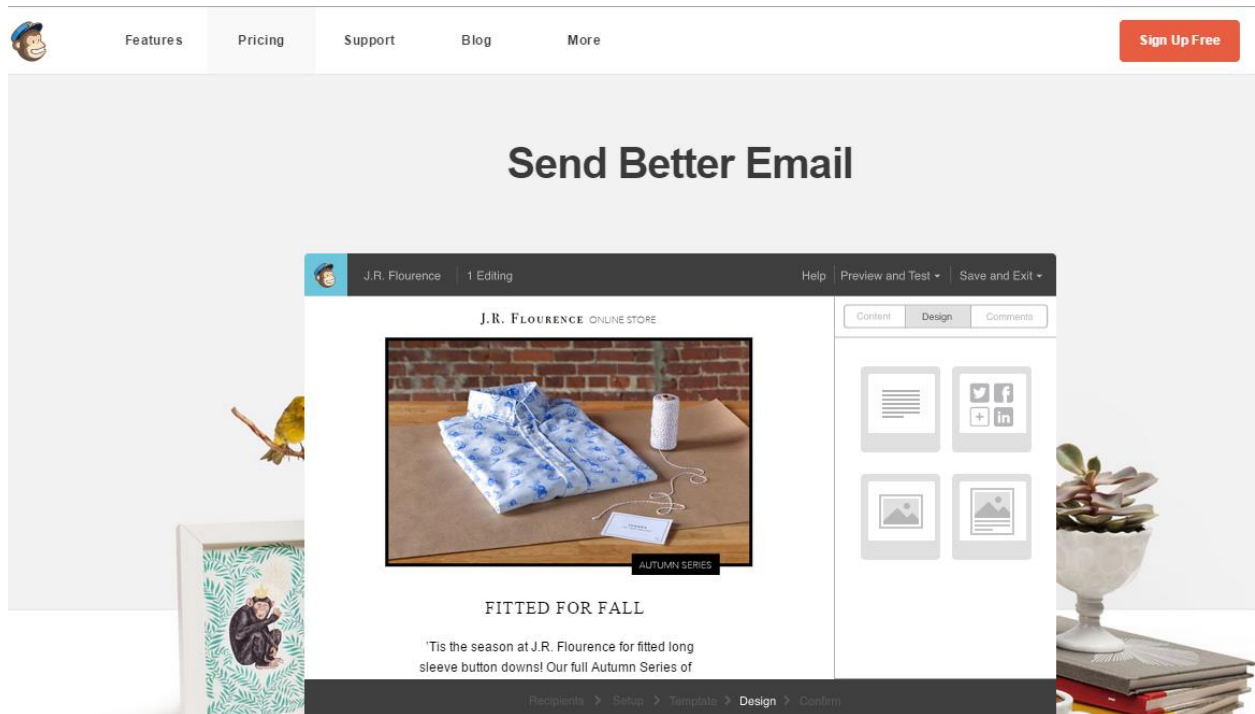 Features Pricing Support Blog More Sign Up Free
Send Better Email
J.R. Flourence 1 Editing Help Preview and Test Save and Exit
J.R. FLOURENCE ONLINE STORE
Content Design Comments
AUTUMN SERIES
FITTED FOR FALL
'Tis the season at J.R. Flourence for fitted long
sleeve button downs! Our full Autumn Series of
Recipients > Setup > Template > Design > Confirm